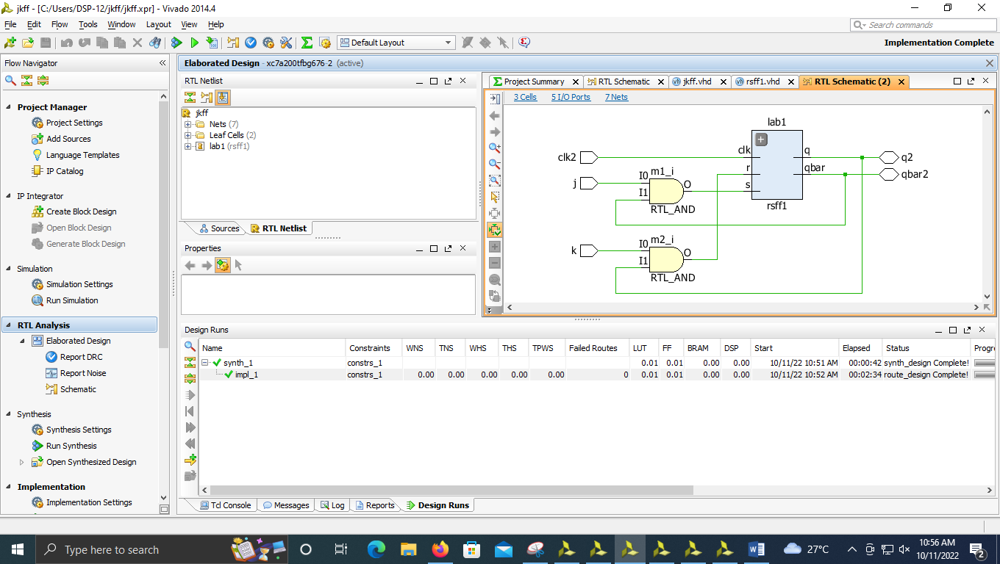 jkff - [C:/Users/DSP-12/jkff/jkff.xpr] - Vivado 2014.4
File Edit Flow Tools Window Layout View Help
Search commands
Default Layout
Implementation Complete
Flow Navigator
Project Manager
Project Settings
Add Sources
Language Templates
IP Catalog
IP Integrator
Create Block Design
Open Block Design
Generate Block Design
Simulation
Simulation Settings
Run Simulation
RTL Analysis
Elaborated Design
Report DRC
Report Noise
Schematic
Synthesis
Synthesis Settings
Run Synthesis
Open Synthesized Design
Implementation
Implementation Settings
Elaborated Design - xc7a200tfbg676-2 (active)
RTL Netlist
jkff
Nets (7)
Leaf Cells (2)
lab1 (rsff1)
Sources RTL Netlist
Properties
Project Summary RTL Schematic jkff.vhd rsff1.vhd RTL Schematic (2)
3 Cells 5 I/O Ports 7 Nets
lab1
clk2 clk q q2
j I0 m1_i r qbar qbar2
I1 O s
RTL_AND rsff1
k I0 m2_i
I1 O
RTL_AND
Design Runs
Name Constraints WNS TNS WHS THS TPWS Failed Routes LUT FF BRAM DSP Start Elapsed Status Progre
synth_1 constrs_1 0.01 0.01 0.00 0.00 10/11/22 10:51 AM 00:00:42 synth_design Complete!
impl_1 constrs_1 0.00 0.00 0.00 0.00 0.00 0 0.01 0.01 0.00 0.00 10/11/22 10:52 AM 00:02:34 route_design Complete!
Tcl Console Messages Log Reports Design Runs
Type here to search
27°C
10:56 AM
10/11/2022
2